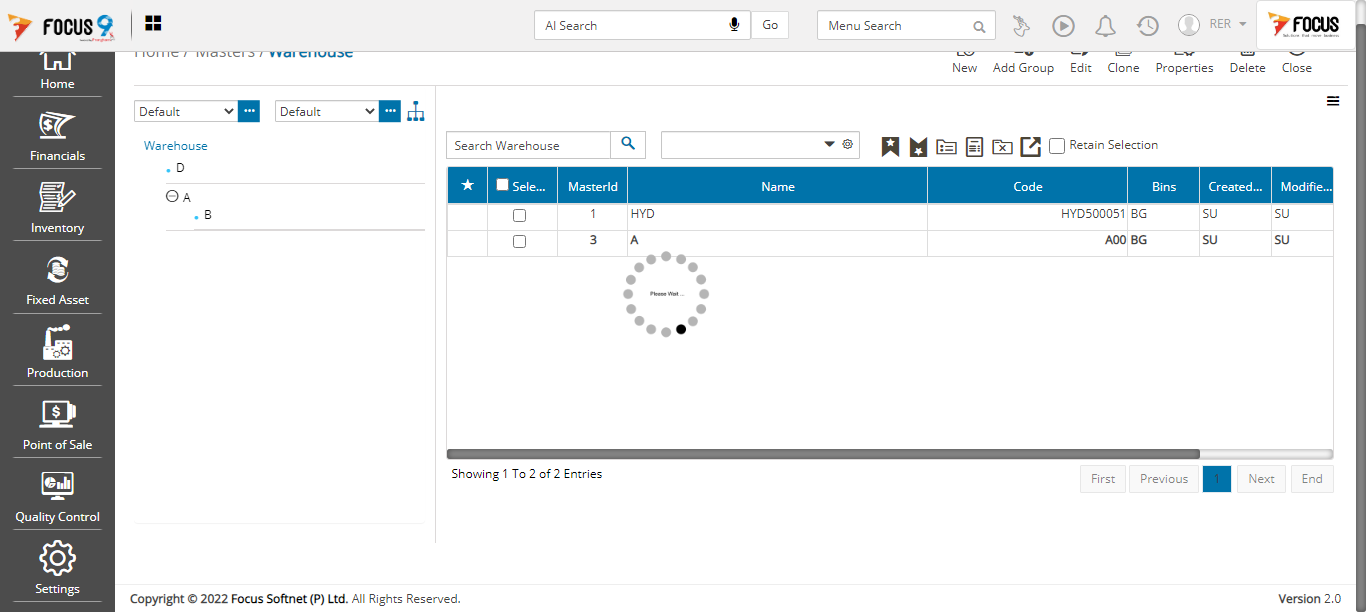 FOCUS 9
AI Search
Go
Menu Search
RER
FOCUS
Home / Masters / Warehouse
New
Add Group
Edit
Clone
Properties
Delete
Close
Home
Financials
Inventory
Fixed Asset
Production
Point of Sale
Quality Control
Settings
Default
Default
Warehouse
D
A
B
Search Warehouse
Retain Selection
Sele... MasterId Name Code Bins Created... Modifie...
1 HYD HYD500051 BG SU SU
3 A A00 BG SU SU
Please Wait ...
Showing 1 To 2 of 2 Entries
First Previous 1 Next End
Copyright © 2022 Focus Softnet (P) Ltd. All Rights Reserved.
Version 2.0